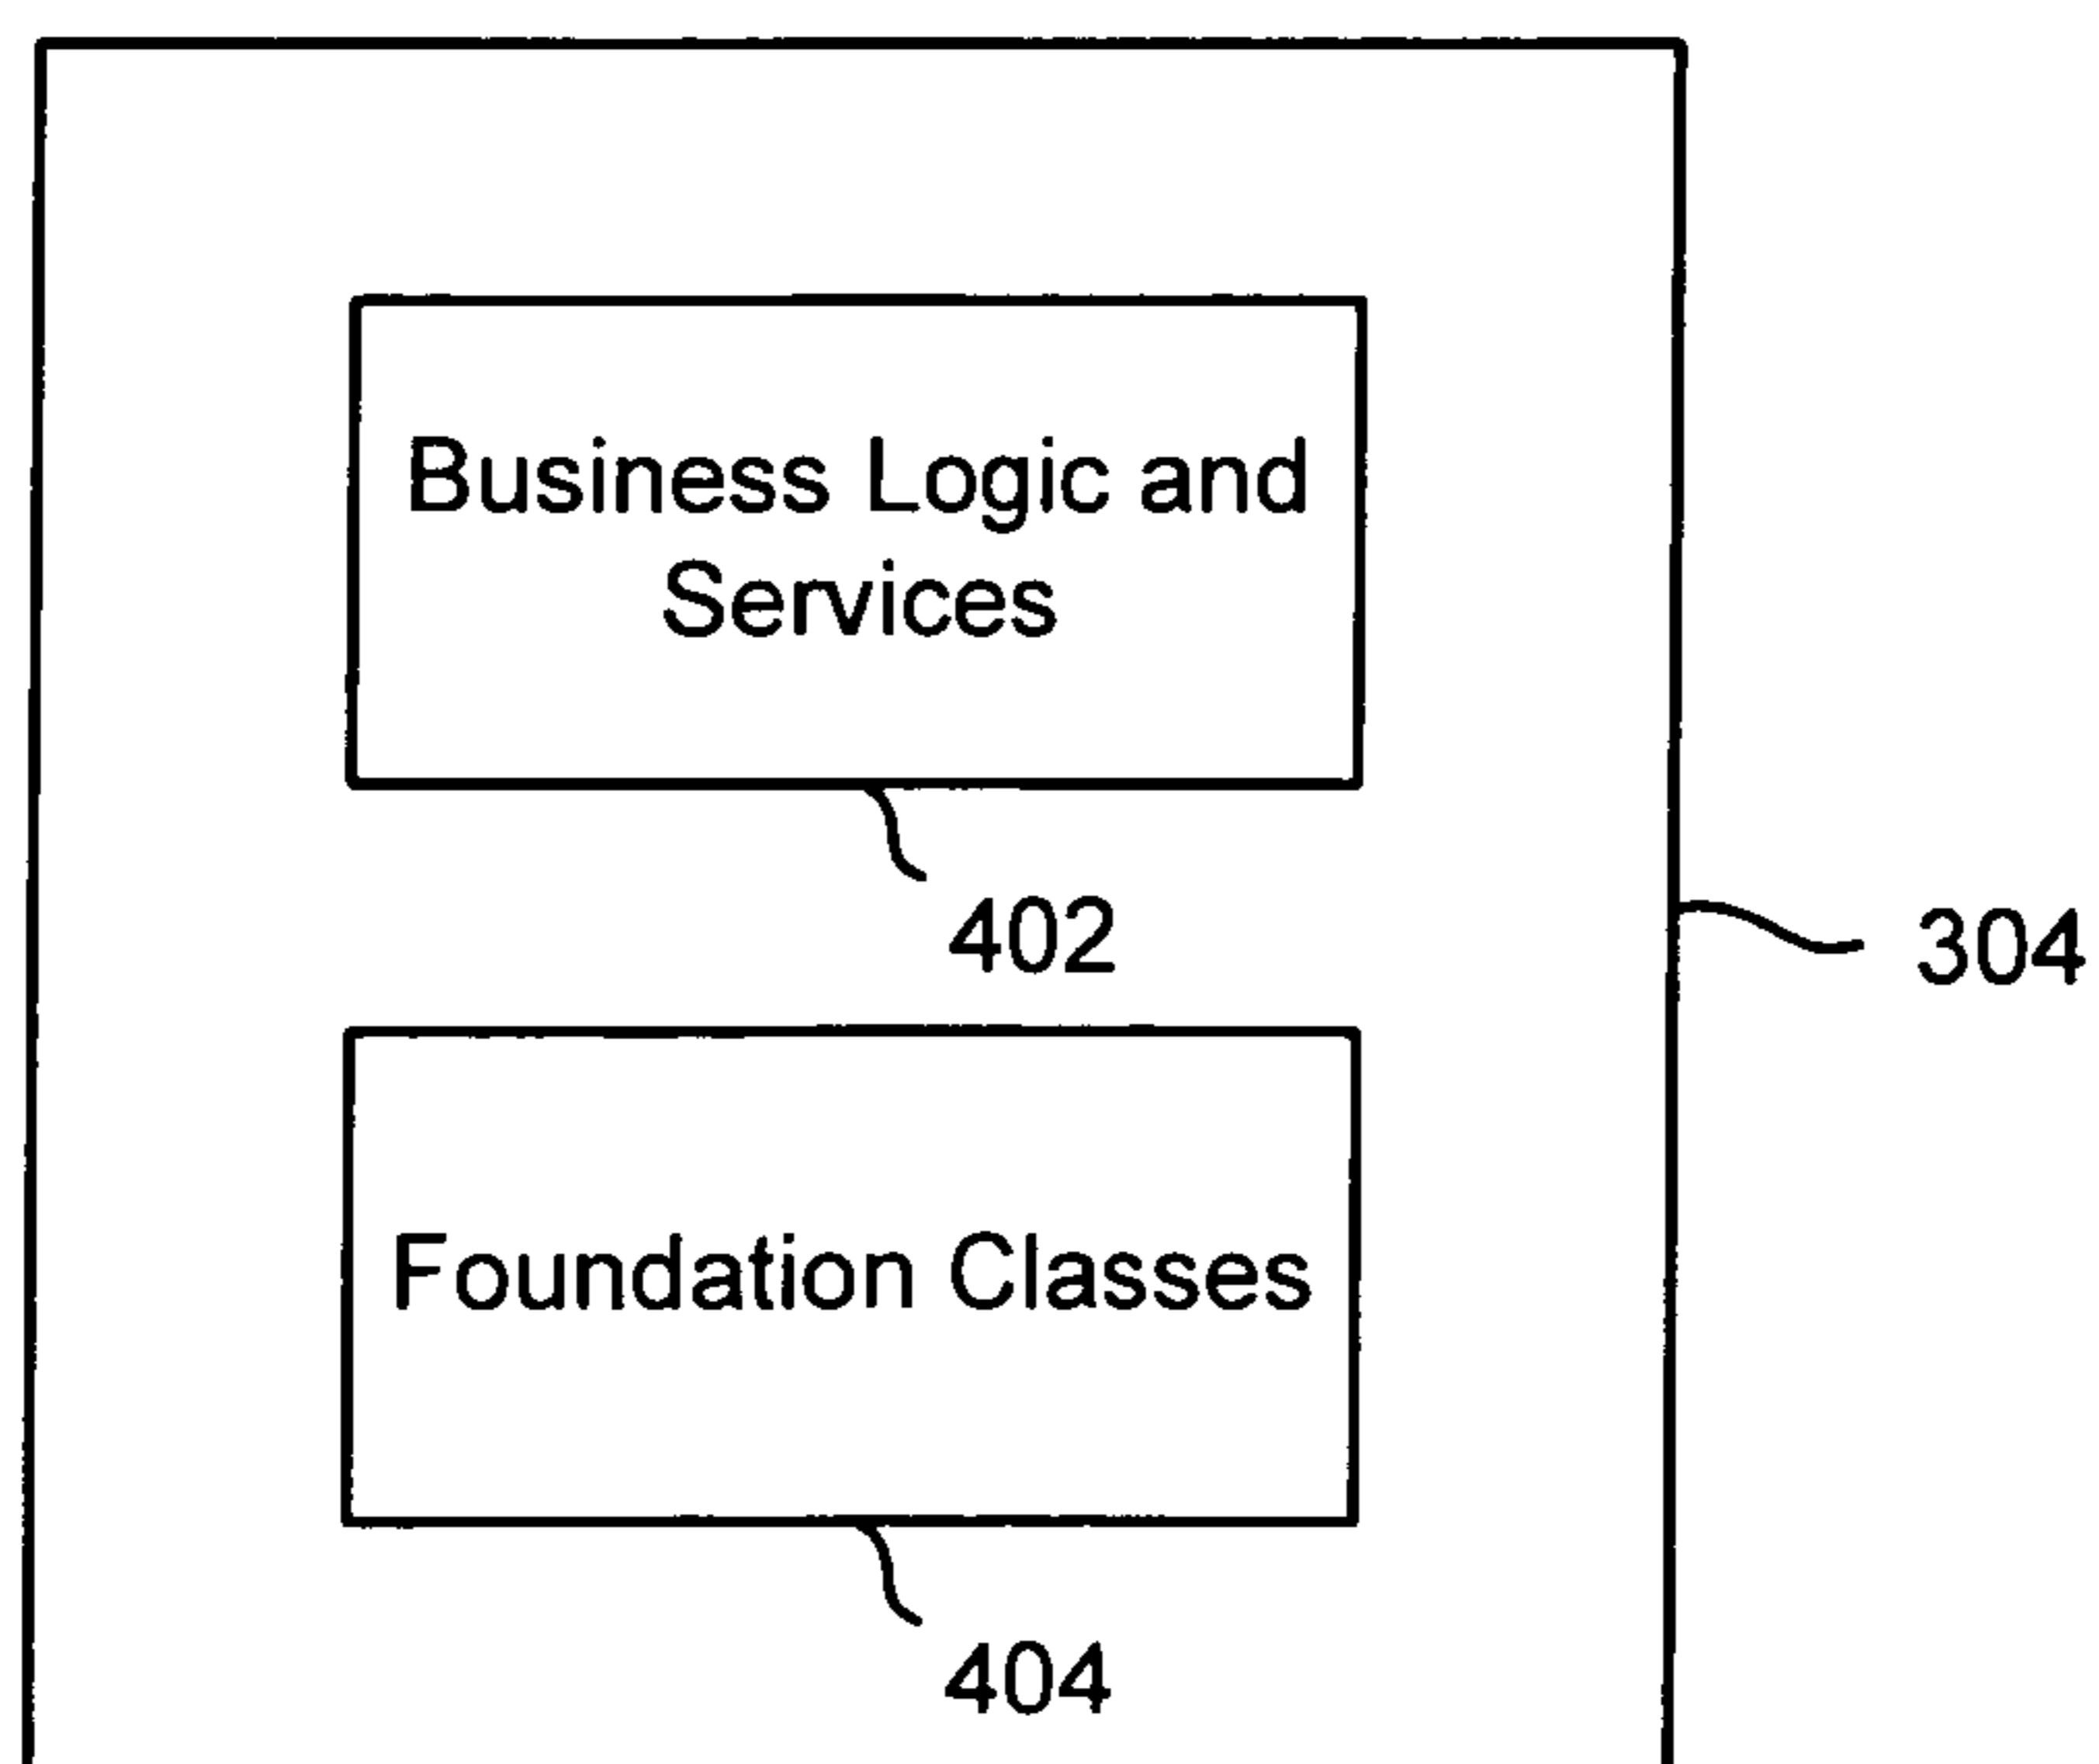 Business Logic and
Services
402
304
Foundation Classes
404